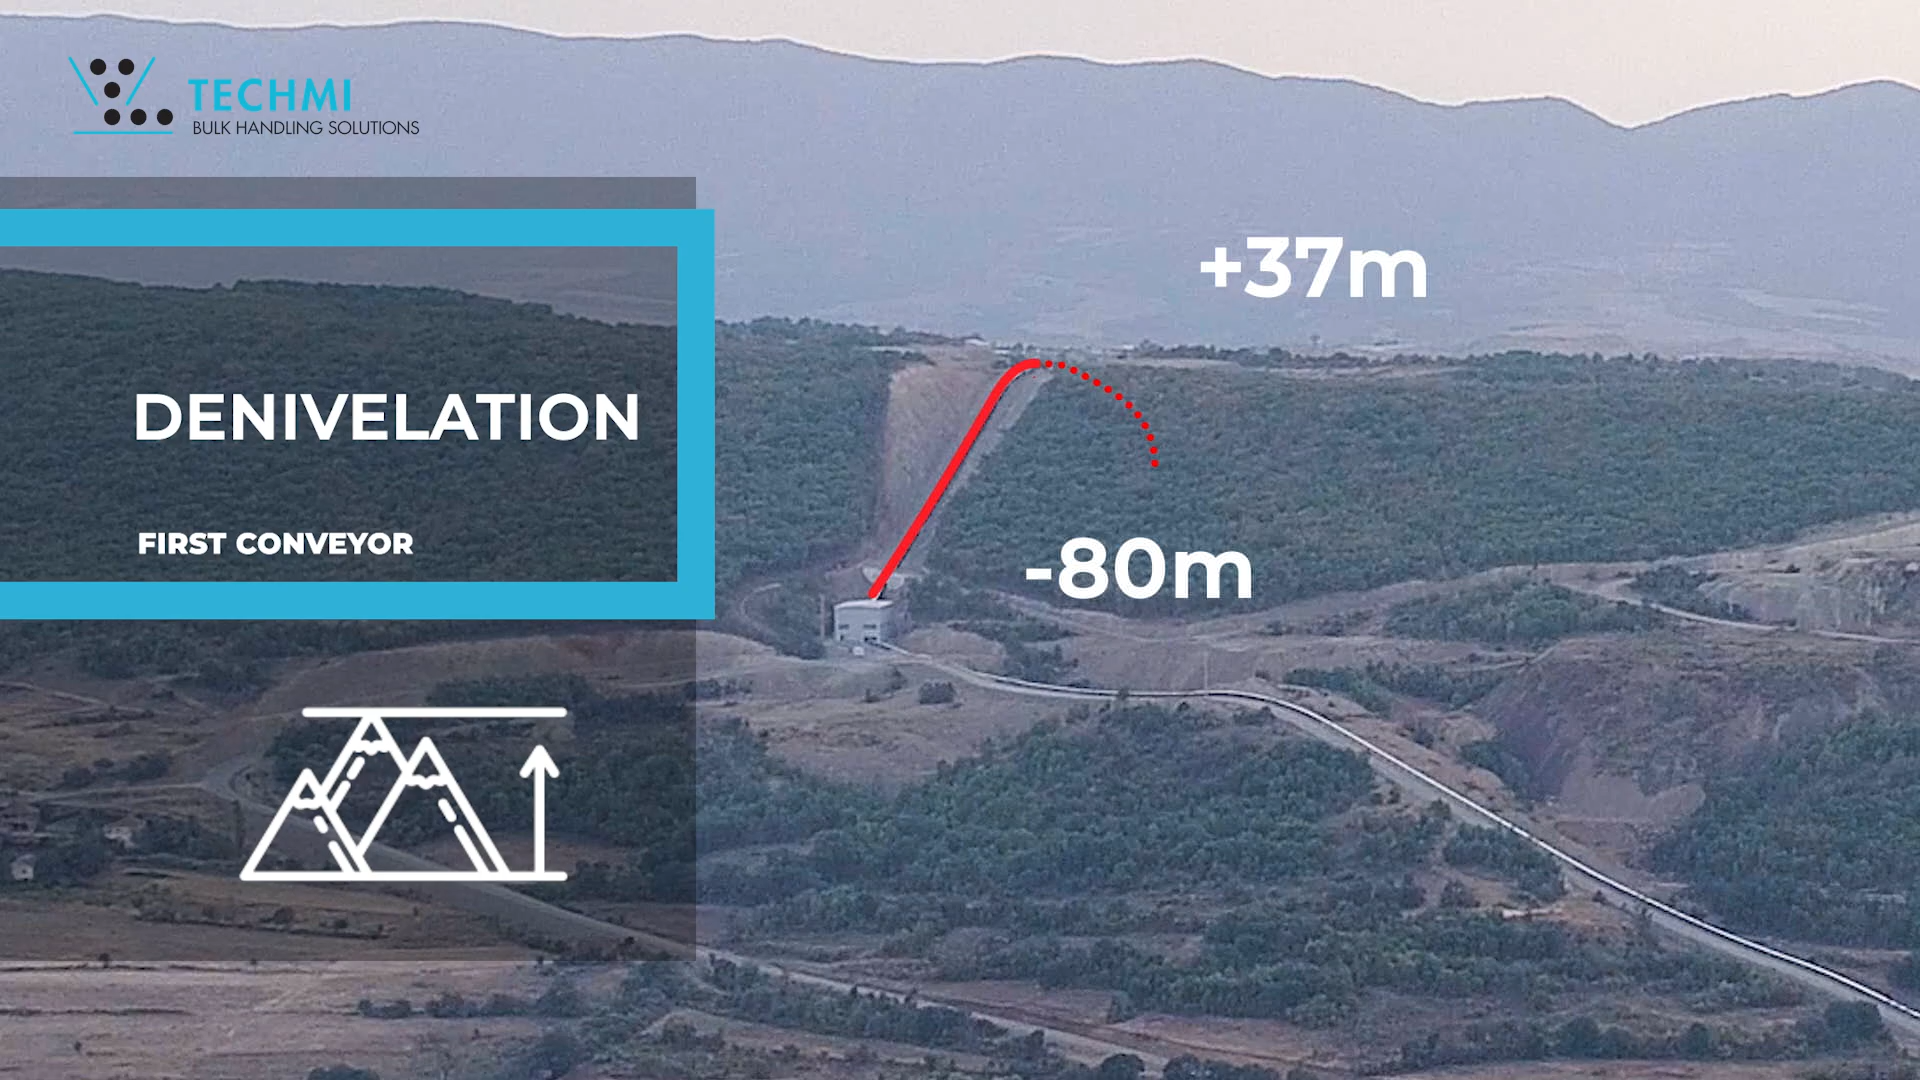 TECHMI
BULK HANDLING SOLUTIONS
+37m
DENIVELATION
FIRST CONVEYOR
-80m